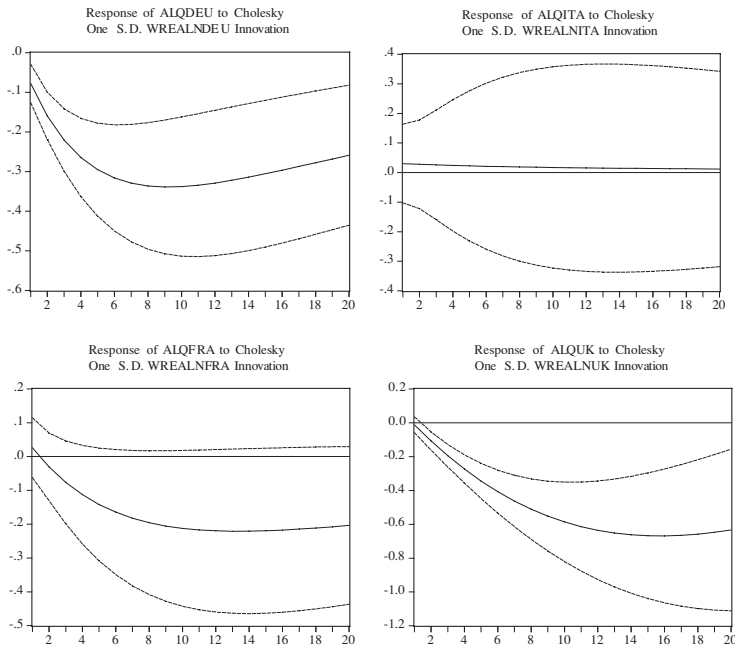 Response of ALQDEU to Cholesky
One S.D. WREALNDEU Innovation
.0
-.1
-.2
-.3
-.4
-.5
-.6
2 4 6 8 10 12 14 16 18 20
Response of ALQITA to Cholesky
One S.D. WREALNITA Innovation
.4
.3
.2
.1
.0
-.1
-.2
-.3
-.4
2 4 6 8 10 12 14 16 18 20
Response of ALQFRA to Cholesky
One S.D. WREALNFRA Innovation
.2
.1
.0
-.1
-.2
-.3
-.4
-.5
2 4 6 8 10 12 14 16 18 20
Response of ALQUK to Cholesky
One S.D. WREALNUK Innovation
0.2
0.0
-0.2
-0.4
-0.6
-0.8
-1.0
-1.2
2 4 6 8 10 12 14 16 18 20